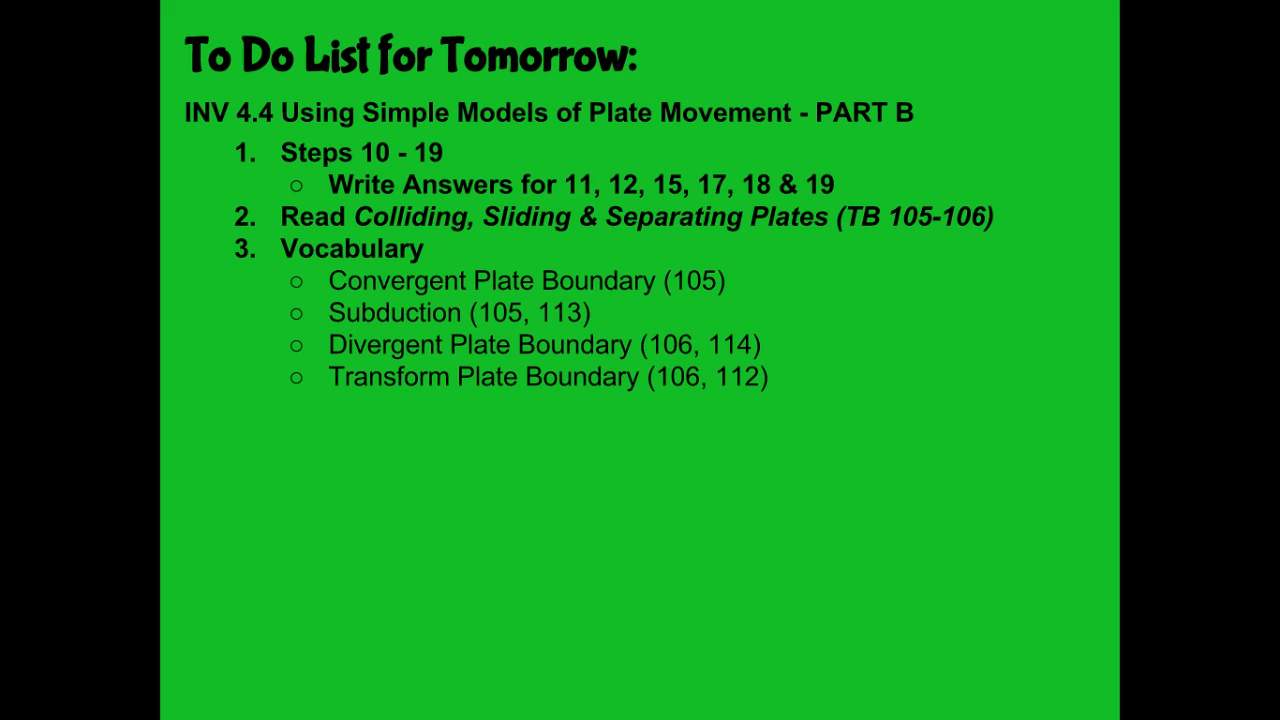 To Do List for Tomorrow:
INV 4.4 Using Simple Models of Plate Movement - PART B
1. Steps 10 - 19
○ Write Answers for 11, 12, 15, 17, 18 & 19
2. Read Colliding, Sliding & Separating Plates (TB 105-106)
3. Vocabulary
○ Convergent Plate Boundary (105)
○ Subduction (105, 113)
○ Divergent Plate Boundary (106, 114)
○ Transform Plate Boundary (106, 112)